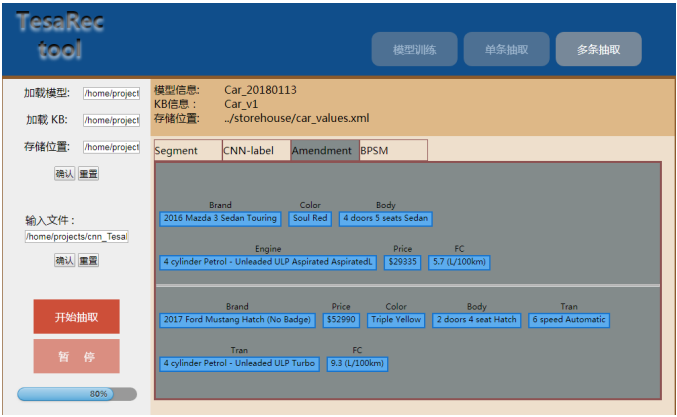 TesaRec
tool
模型训练
单条抽取
多条抽取
加载模型: /home/project
加载 KB: /home/project
存储位置: /home/project
确认 重置
输入文件：
/home/projects/cnn_Tesal
确认 重置
开始抽取
暂 停
80%
模型信息: Car_20180113
KB信息： Car_v1
存储位置: ../storehouse/car_values.xml
Segment CNN-label Amendment BPSM
Brand Color Body
2016 Mazda 3 Sedan Touring Soul Red 4 doors 5 seats Sedan
Engine Price FC
4 cylinder Petrol - Unleaded ULP Aspirated AspiratedL $29335 5.7 (L/100km)
Brand Price Color Body Tran
2017 Ford Mustang Hatch (No Badge) $52990 Triple Yellow 2 doors 4 seat Hatch 6 speed Automatic
Tran FC
4 cylinder Petrol - Unleaded ULP Turbo 9.3 (L/100km)